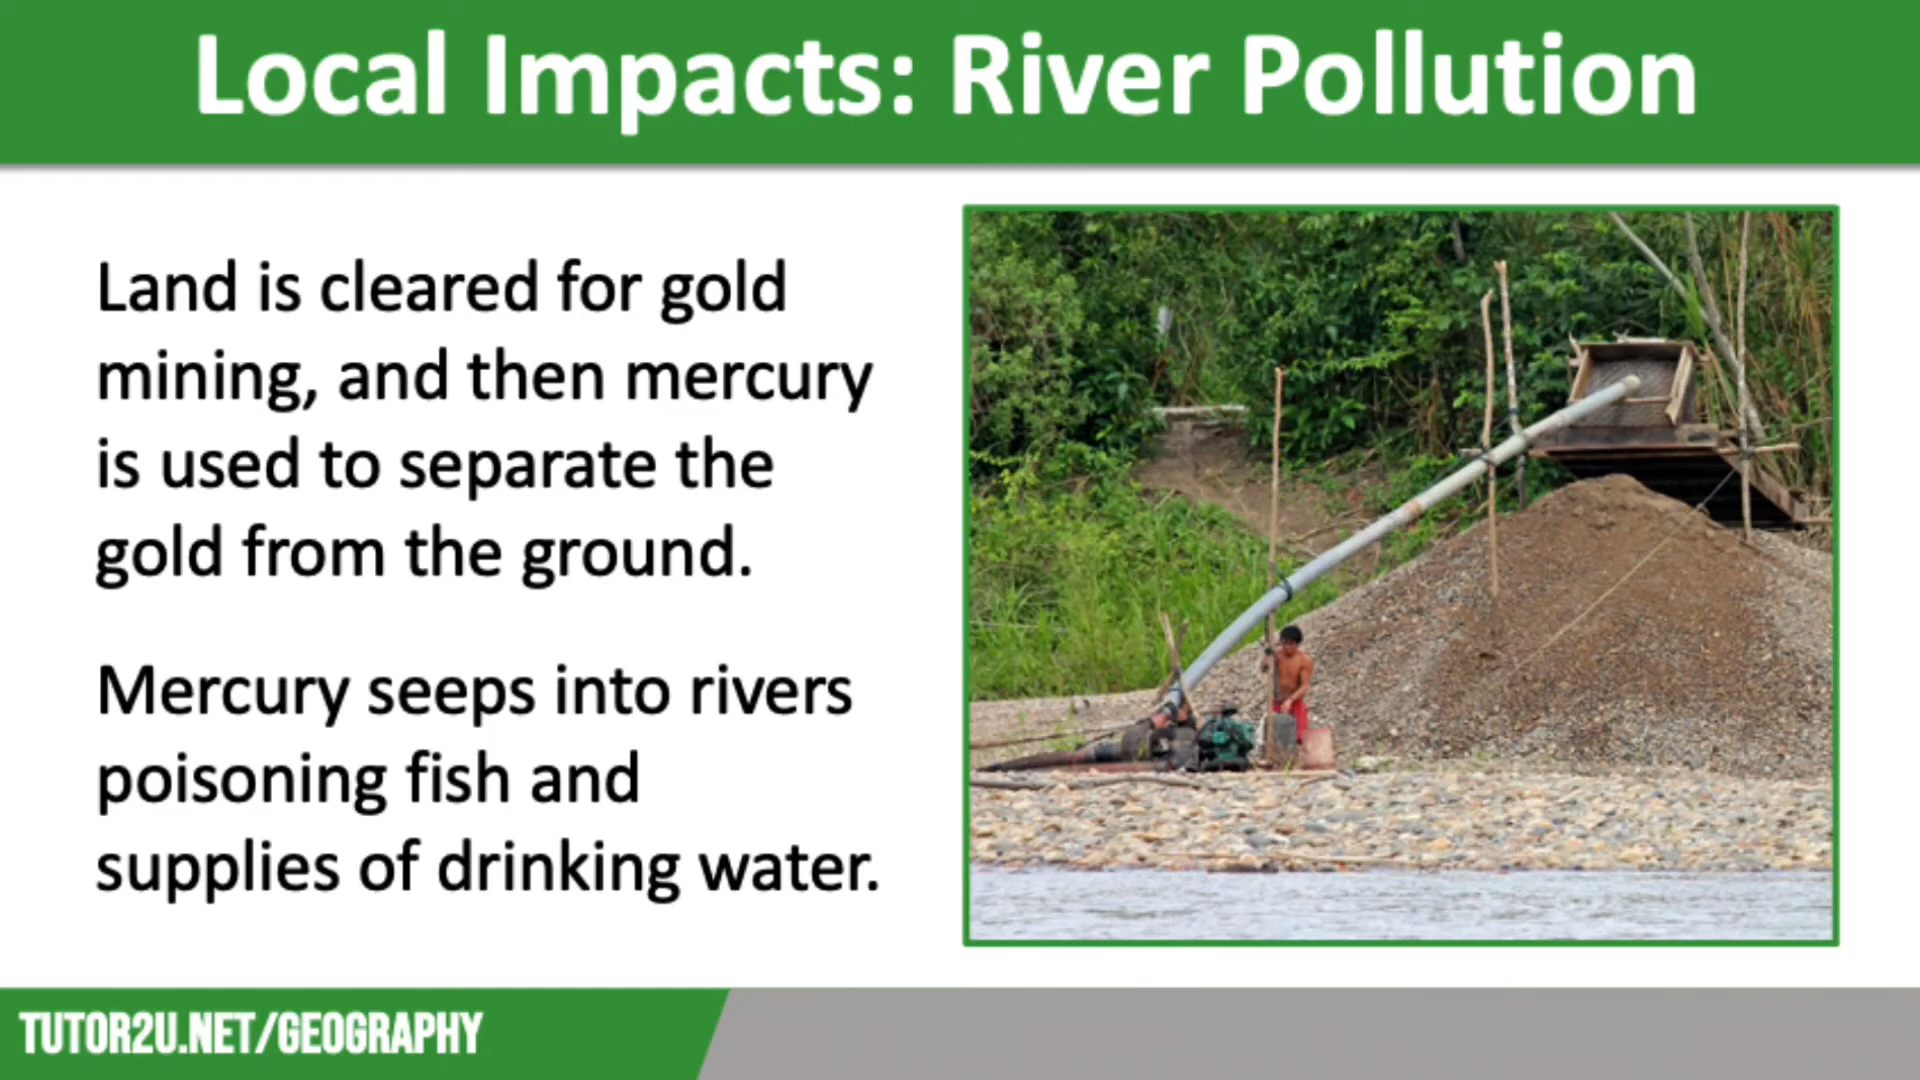 Local Impacts: River Pollution
Land is cleared for gold
mining, and then mercury
is used to separate the
gold from the ground.
Mercury seeps into rivers
poisoning fish and
supplies of drinking water.
TUTOR2U.NET/GEOGRAPHY